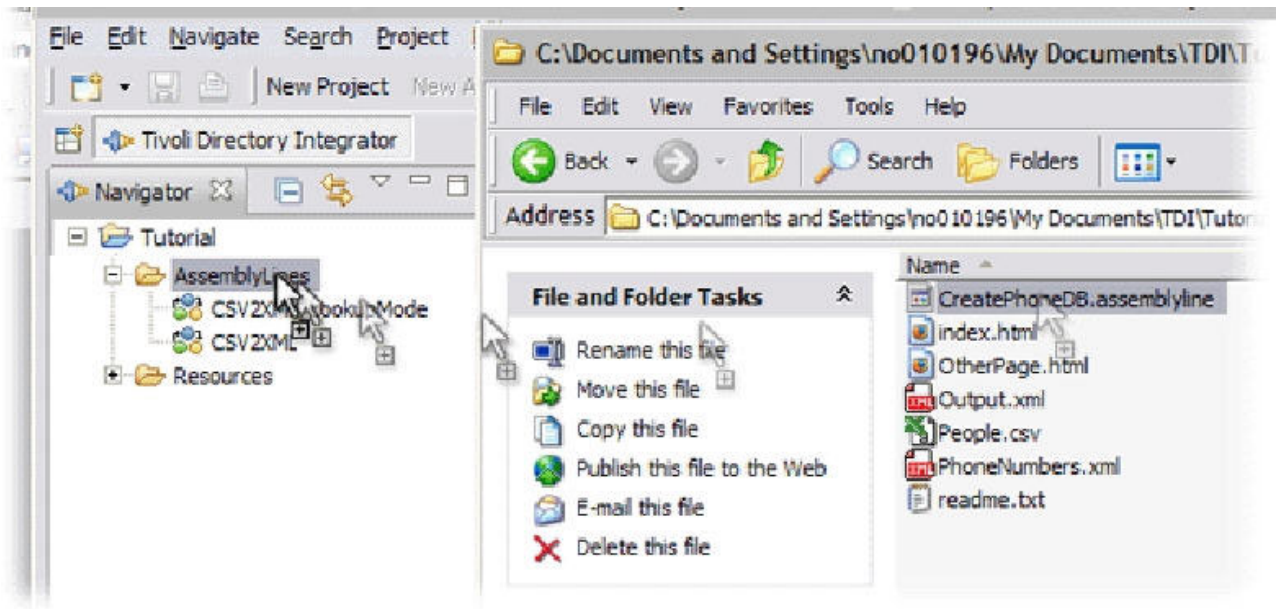 File Edit Navigate Search Project
New Project New A
Tivoli Directory Integrator
Navigator
Tutorial
AssemblyLines
CSV2XML LookupMode
CSV2XML
Resources
C:\Documents and Settings\no010196\My Documents\TDI\T
File Edit View Favorites Tools Help
Back Search Folders
Address C:\Documents and Settings\no010196\My Documents\TDI\Tutor
File and Folder Tasks
Rename this file
Move this file
Copy this file
Publish this file to the Web
E-mail this file
Delete this file
Name
CreatePhoneDB.assemblyline
index.html
OtherPage.html
Output.xml
People.csv
PhoneNumbers.xml
readme.txt